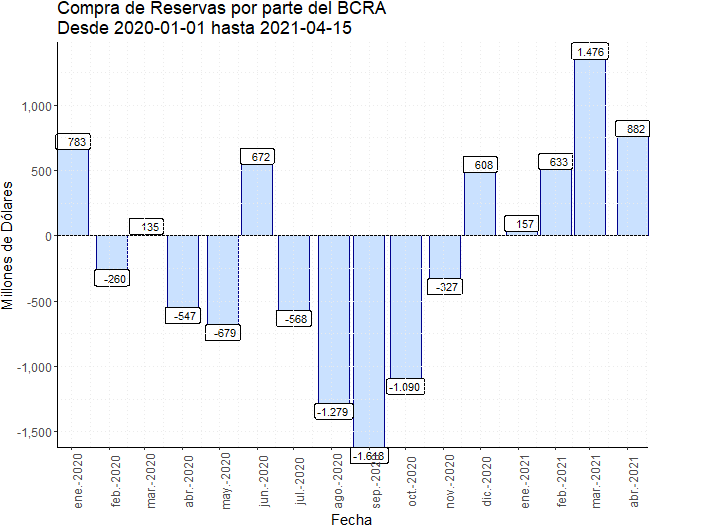 Compra de Reservas por parte del BCRA
Desde 2020-01-01 hasta 2021-04-15
Millones de Dólares
1,000
500
0
-500
-1,000
-1,500
783
-260
135
-547
-679
672
-568
-1.279
-1.618
-1.090
-327
608
157
633
1.476
882
ene.-2020
feb.-2020
mar.-2020
abr.-2020
may.-2020
jun.-2020
jul.-2020
ago.-2020
sep.-2020
oct.-2020
nov.-2020
dic.-2020
ene.-2021
feb.-2021
mar.-2021
abr.-2021
Fecha